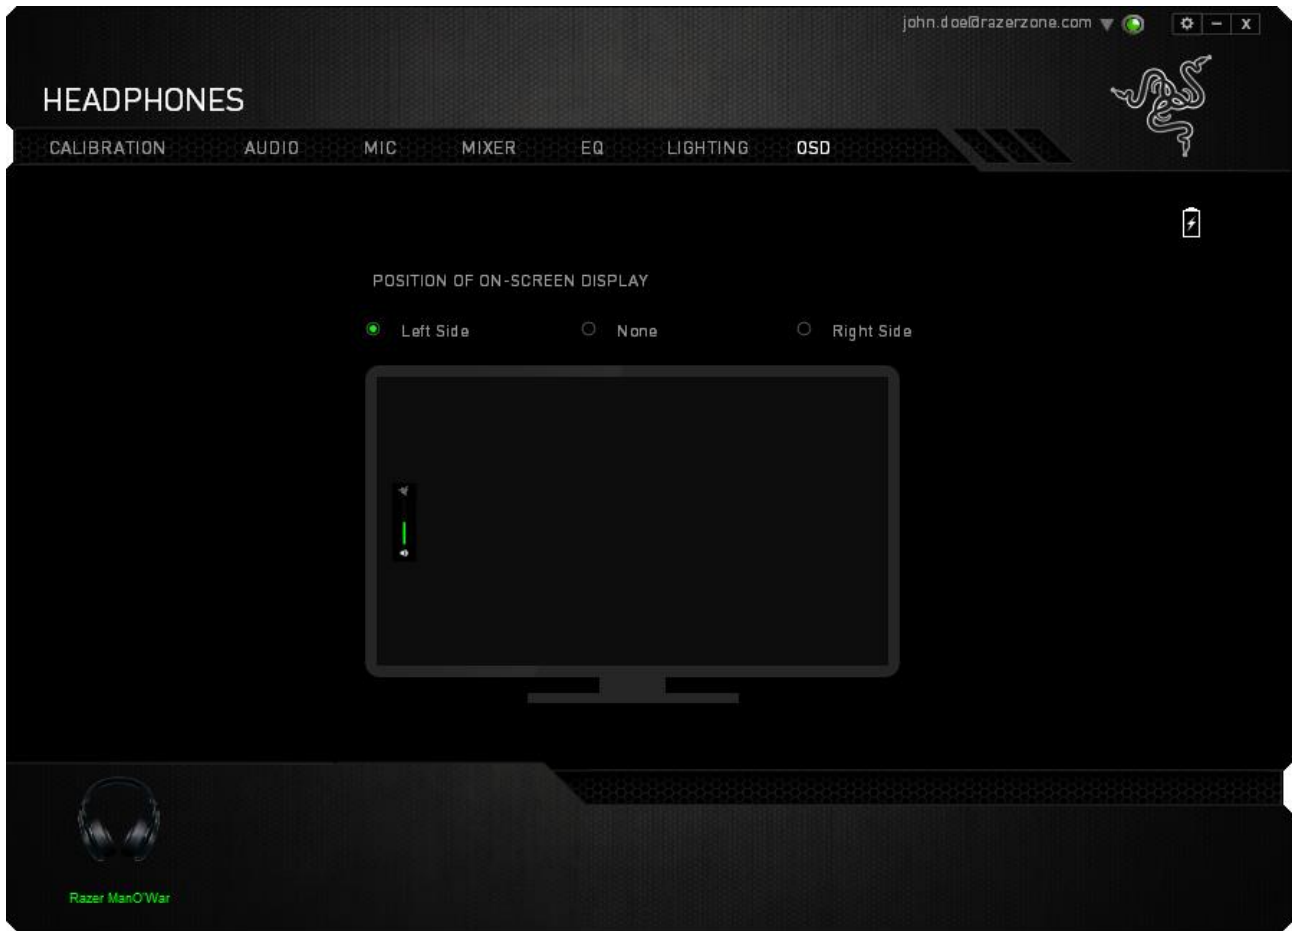 john.doe@razerzone.com
HEADPHONES
CALIBRATION AUDIO MIC MIXER EQ LIGHTING OSD
POSITION OF ON-SCREEN DISPLAY
Left Side None Right Side
Razer ManO'War